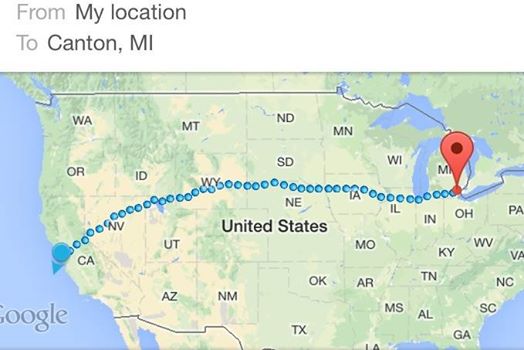 From My location
To Canton, MI
WA
MT
ND
MN
OR
ID
WY
SD
WI
MI
NE
IA
IL
IN
OH
PA
NV
UT
United States
CA
MO
KY
WV
VA
AZ
NM
OK
AR
TN
NC
MS
AL
SC
TX
LA
GA
Google